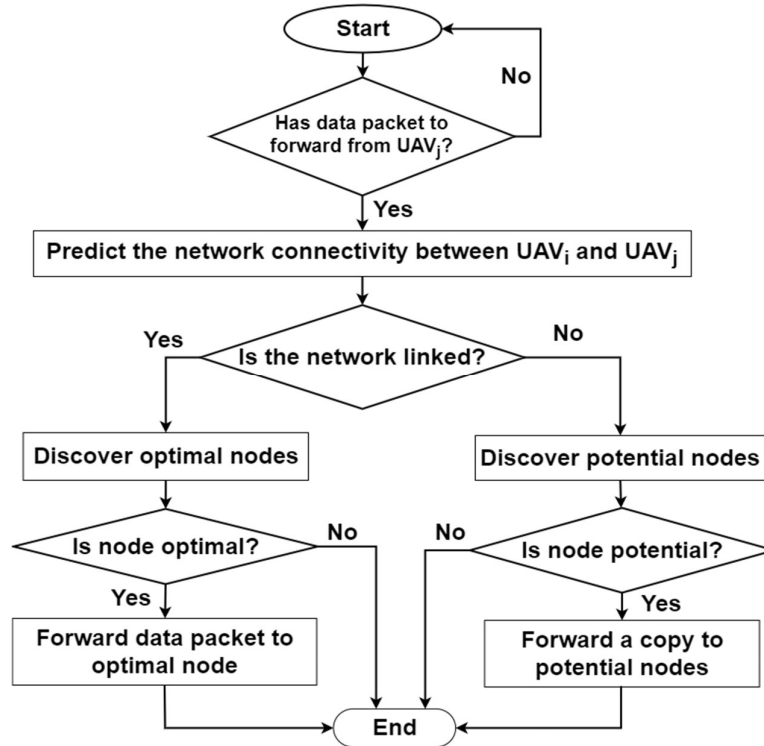 Start
No
Has data packet to
forward from UAVj?
Yes
Predict the network connectivity between UAVi and UAVj
Yes
No
Is the network linked?
Discover optimal nodes
Discover potential nodes
No
No
Is node optimal?
Is node potential?
Yes
Yes
Forward data packet to
optimal node
Forward a copy to
potential nodes
End